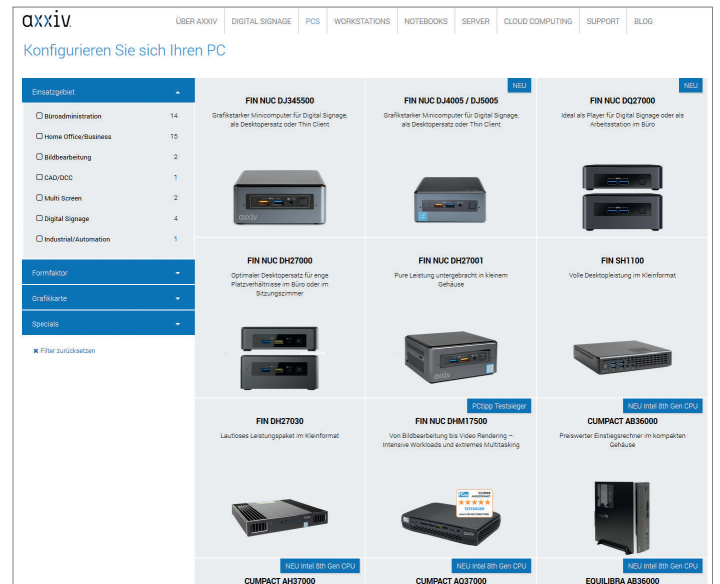 axxiv
ÜBER AXXIV DIGITAL SIGNAGE PCS WORKSTATIONS NOTEBOOKS SERVER CLOUD COMPUTING SUPPORT BLOG
Konfigurieren Sie sich Ihren PC
Einsatzgebiet
Büroadministration 14
Home Office/Business 15
Bildbearbeitung 2
CAD/OCC 1
Multi Screen 2
Digital Signage 4
Industrial/Automation 1
Formfaktor
Grafikkarte
Specials
✖ Filter zurücksetzen
FIN NUC DJ345500
Grafikstarker Minicomputer für Digital Signage,
als Desktopersatz oder Thin Client
axxiv
NEU
FIN NUC DJ4005 / DJ5005
Grafikstarker Minicomputer für Digital Signage,
als Desktopersatz oder Thin Client
NEU
FIN NUC DQ27000
Ideal als Player für Digital Signage oder als
Arbeitsstation im Büro
FIN NUC DH27000
Optimaler Desktopersatz für enge
Platzverhältnisse im Büro oder im
Sitzungszimmer
FIN NUC DH27001
Pure Leistung untergebracht in kleinem
Gehäuse
axxiv
FIN SH1100
Volle Desktopleistung im Kleinformat
FIN DH27030
Lautloses Leistungspaket im Kleinformat
PCtipp Testsieger
FIN NUC DHM17500
Von Bildbearbeitung bis Video Rendering –
Intensive Workloads und extremes Multitasking
TESTSIEGER
NEU Intel 8th Gen CPU
CUMPACT AB36000
Preiswerter Einstiegsrechner im kompakten
Gehäuse
NEU Intel 8th Gen CPU
CUMPACT AH37000
NEU Intel 8th Gen CPU
CUMPACT AQ37000
NEU Intel 8th Gen CPU
EQUILIBRA AB36000